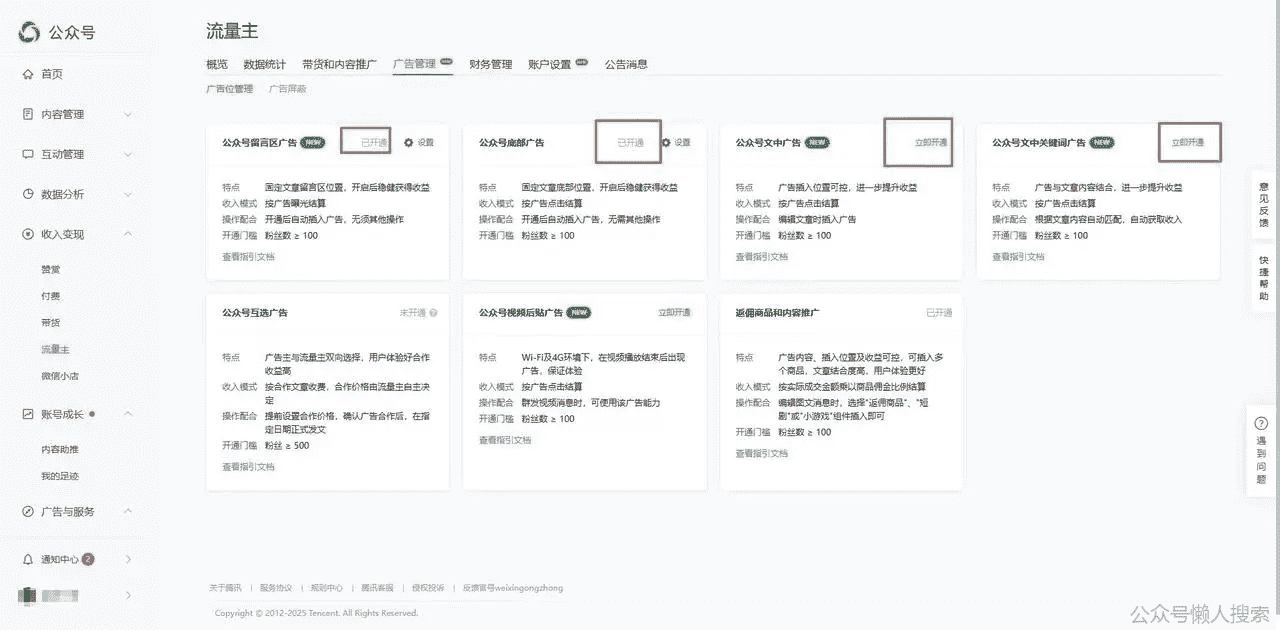 公众号
首页
内容管理
互动管理
数据分析
收入变现
赞赏
付费
带货
流量主
微信小店
账号成长
内容助推
我的足迹
广告与服务
通知中心 2
流量主
概览 数据统计 带货和内容推广 广告管理 财务管理 账户设置 公告消息
广告位管理 广告屏蔽
公众号留言区广告 NEW 已开通 设置
特点 固定文章留言区位置，开启后稳健获得收益
收入模式 按广告曝光结算
操作配合 开通后自动插入广告，无须其他操作
开通门槛 粉丝数 ≥ 100
查看指引文档
公众号底部广告 已开通 设置
特点 固定文章底部位置，开启后稳健获得收益
收入模式 按广告点击结算
操作配合 开通后自动插入广告，无需其他操作
开通门槛 粉丝数 ≥ 100
公众号文中广告 NEW 立即开通
特点 广告插入位置可控，进一步提升收益
收入模式 按广告点击结算
操作配合 编辑文章时插入广告
开通门槛 粉丝数 ≥ 100
查看指引文档
公众号文中关键词广告 NEW 立即开通
特点 广告与文章内容结合，进一步提升收益
收入模式 按广告点击结算
操作配合 根据文章内容自动匹配，自动获取收入
开通门槛 粉丝数 ≥ 100
查看指引文档
公众号互选广告 未开通
特点 广告主与流量主双向选择，用户体验好合作
收益高
收入模式 按合作文章收费，合作价格由流量主自主决
定
操作配合 提前设置合作价格，确认广告合作后，在指
定日期正式发文
开通门槛 粉丝 ≥ 500
查看指引文档
公众号视频后贴广告 NEW 立即开通
特点 Wi-Fi及4G环境下，在视频播放结束后出现
广告，保证体验
收入模式 按广告点击结算
操作配合 群发视频消息时，可使用该广告能力
开通门槛 粉丝数 ≥ 100
查看指引文档
返佣商品和内容推广 已开通
特点 广告内容、插入位置及收益可控，可插入多
个商品，文章结合度高，用户体验更好
收入模式 按实际成交金额乘以商品佣金比例结算
操作配合 编辑图文消息时，选择“返佣商品”、“短
剧”或“小游戏”组件插入即可
开通门槛 粉丝数 ≥ 100
查看指引文档
意见反馈
快捷帮助
遇到问题
关于腾讯 | 服务协议 | 规则中心 | 腾讯客服 | 侵权投诉 | 反馈官号weixingongzhong
Copyright © 2012-2025 Tencent. All Rights Reserved.
公众号懒人搜索